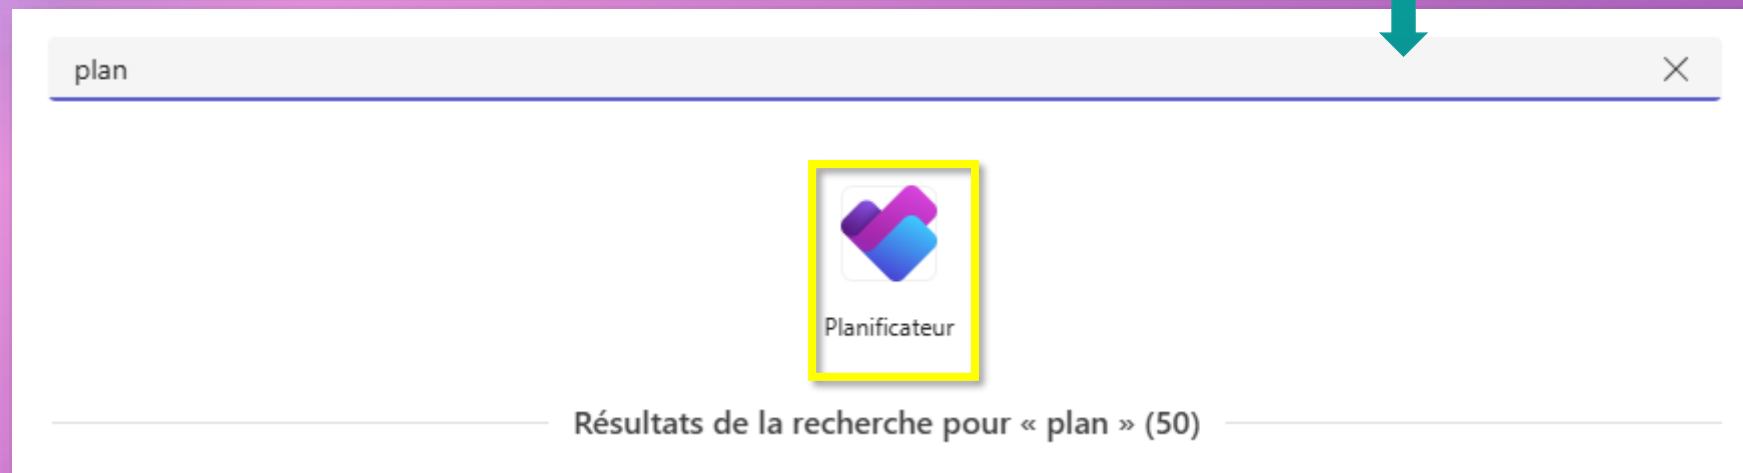 plan
Planificateur
Résultats de la recherche pour « plan » (50)